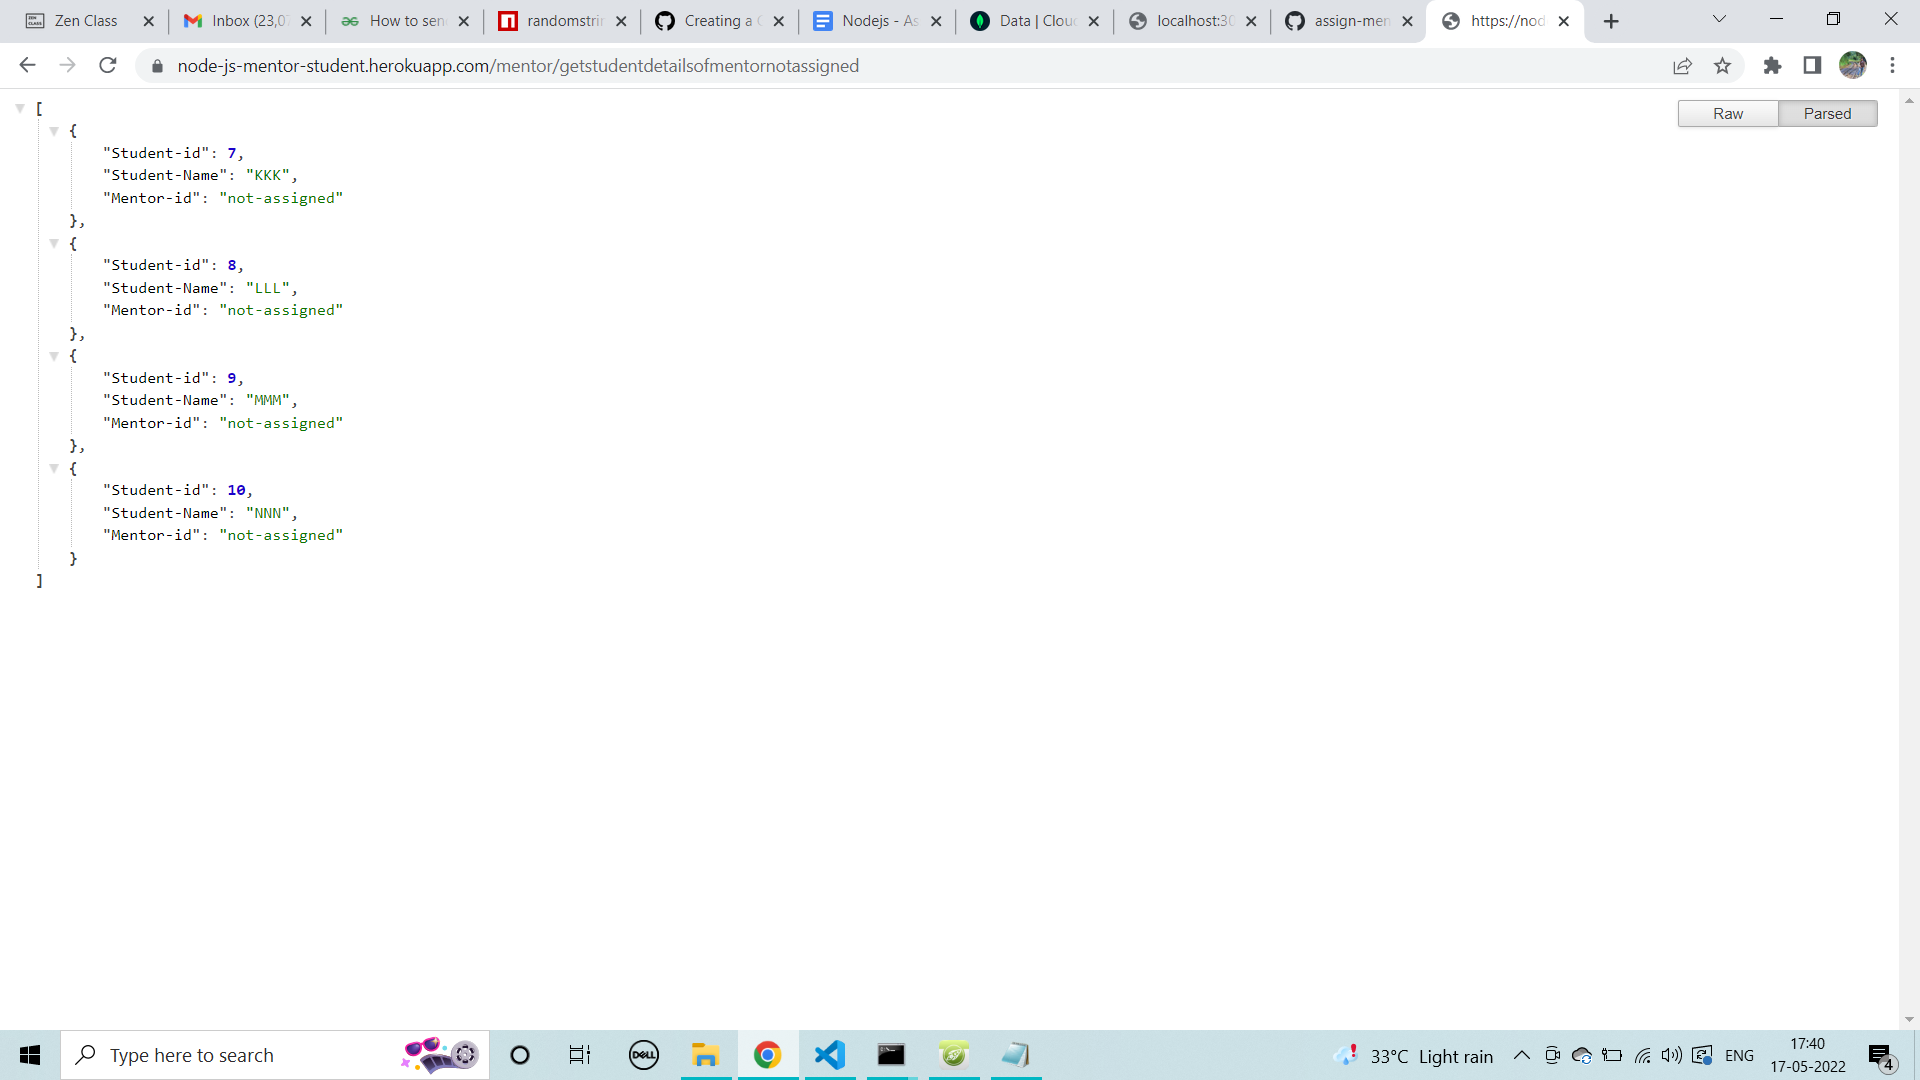 Zen Class
Inbox (23,07
How to sen
randomstrin
Creating a G
Nodejs - As
Data | Cloud
localhost:30
assign-men
https://nod
node-js-mentor-student.herokuapp.com/mentor/getstudentdetailsofmentornotassigned
Raw
Parsed
[
{
"Student-id": 7,
"Student-Name": "KKK",
"Mentor-id": "not-assigned"
},
{
"Student-id": 8,
"Student-Name": "LLL",
"Mentor-id": "not-assigned"
},
{
"Student-id": 9,
"Student-Name": "MMM",
"Mentor-id": "not-assigned"
},
{
"Student-id": 10,
"Student-Name": "NNN",
"Mentor-id": "not-assigned"
}
]
Type here to search
DELL
33°C Light rain
ENG
17:40
17-05-2022
4